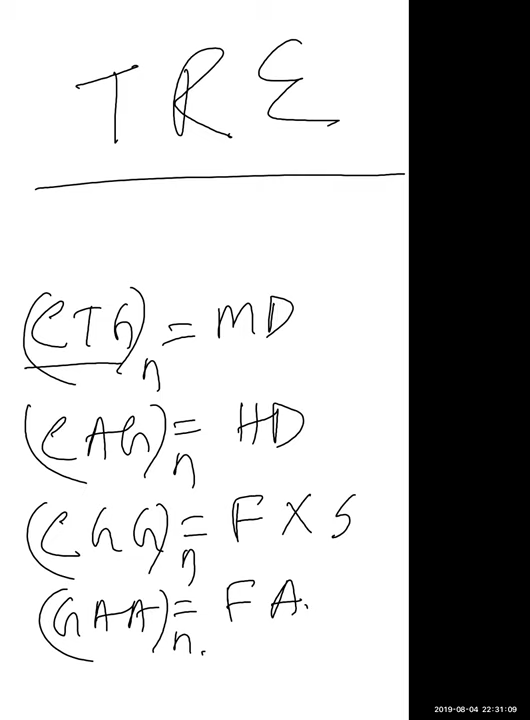 TRE
(CTG)n = MD
(CAG)n = HD
(CGG)n = FXS
(GAA)n. = FA.
2019-08-04 22:31:09